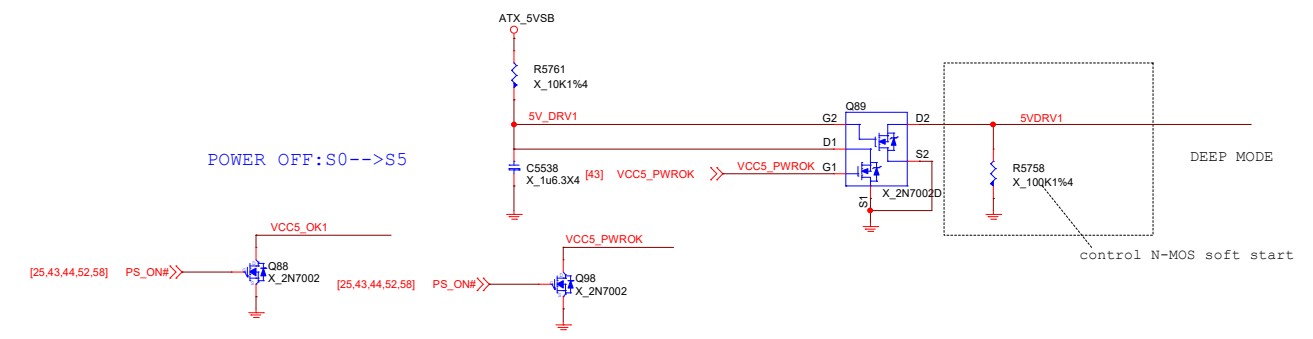 ATX_5VSB
R5761
X_10K1%4
5V_DRV1
G2
Q89
D2
5VDRV1
D1
S2
POWER OFF:S0-->S5
C5538
X_1u6.3X4
[43] VCC5_PWROK
VCC5_PWROK
G1
S1
X_2N7002D
R5758
X_100K1%4
DEEP MODE
control N-MOS soft start
VCC5_OK1
[25,43,44,52,58] PS_ON#
Q88
X_2N7002
VCC5_PWROK
[25,43,44,52,58] PS_ON#
Q98
X_2N7002